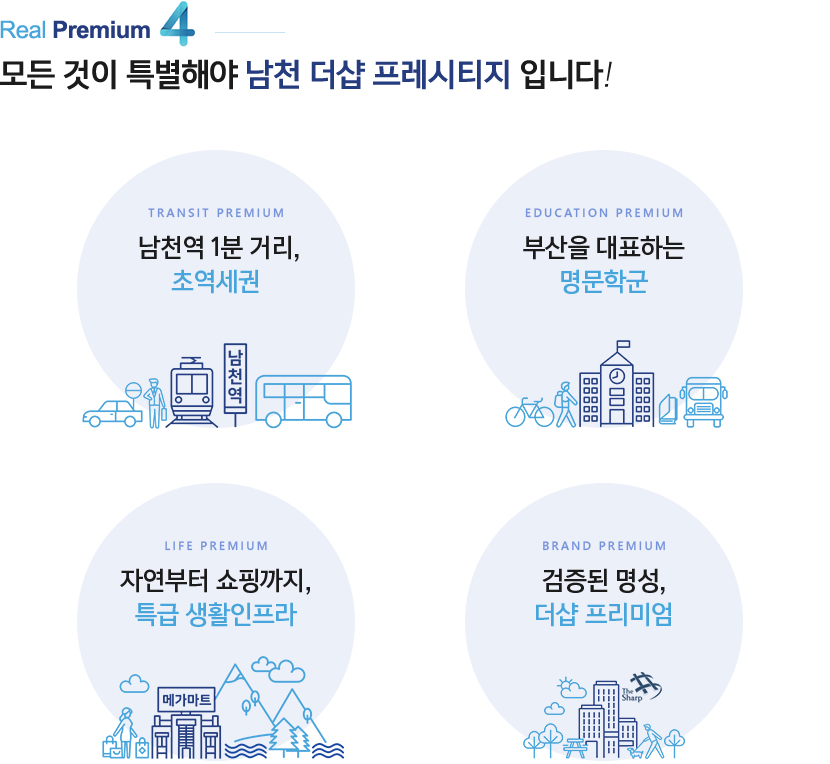 Real Premium 4
모든 것이 특별해야 남천 더샵 프레시티지 입니다!
TRANSIT PREMIUM
남천역 1분 거리,
초역세권
남천역
EDUCATION PREMIUM
부산을 대표하는
명문학군
LIFE PREMIUM
자연부터 쇼핑까지,
특급 생활인프라
메가마트
BRAND PREMIUM
검증된 명성,
더샵 프리미엄
The
Sharp